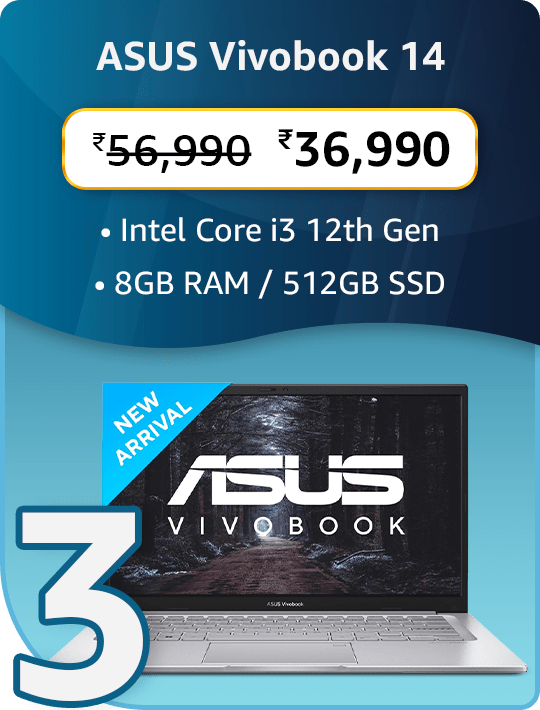 ASUS Vivobook 14
₹56,990 ₹36,990
• Intel Core i3 12th Gen
• 8GB RAM / 512GB SSD
NEW
ARRIVAL
ASUS
VIVOBOOK
ASUS Vivobook
3